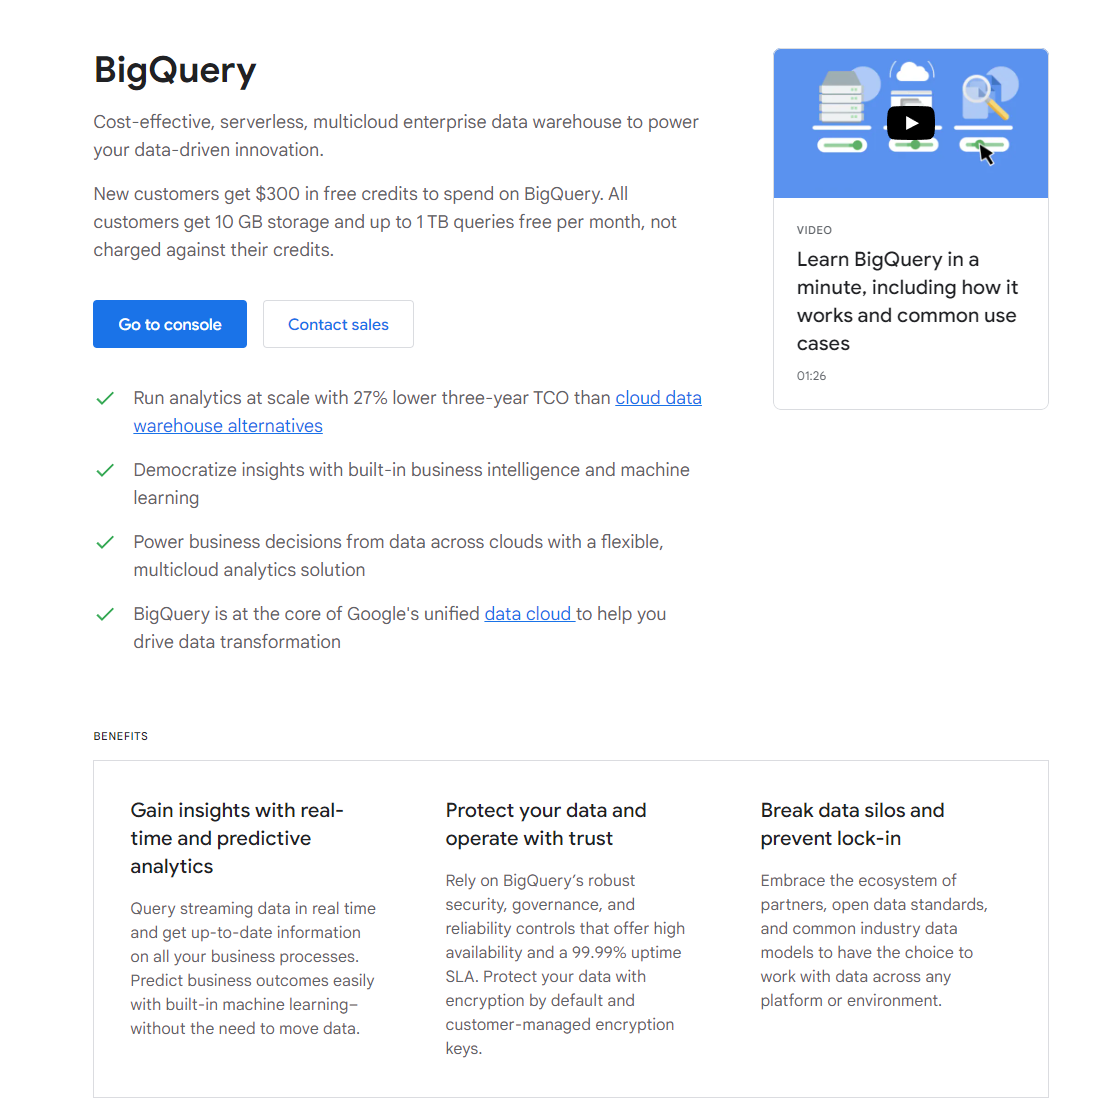 BigQuery
Cost-effective, serverless, multicloud enterprise data warehouse to power
your data-driven innovation.
New customers get $300 in free credits to spend on BigQuery. All
customers get 10 GB storage and up to 1 TB queries free per month, not
charged against their credits.
Go to console
Contact sales
Run analytics at scale with 27% lower three-year TCO than cloud data
warehouse alternatives
Democratize insights with built-in business intelligence and machine
learning
Power business decisions from data across clouds with a flexible,
multicloud analytics solution
BigQuery is at the core of Google's unified data cloud to help you
drive data transformation
VIDEO
Learn BigQuery in a
minute, including how it
works and common use
cases
01:26
BENEFITS
Gain insights with real-
time and predictive
analytics
Query streaming data in real time
and get up-to-date information
on all your business processes.
Predict business outcomes easily
with built-in machine learning–
without the need to move data.
Protect your data and
operate with trust
Rely on BigQuery’s robust
security, governance, and
reliability controls that offer high
availability and a 99.99% uptime
SLA. Protect your data with
encryption by default and
customer-managed encryption
keys.
Break data silos and
prevent lock-in
Embrace the ecosystem of
partners, open data standards,
and common industry data
models to have the choice to
work with data across any
platform or environment.